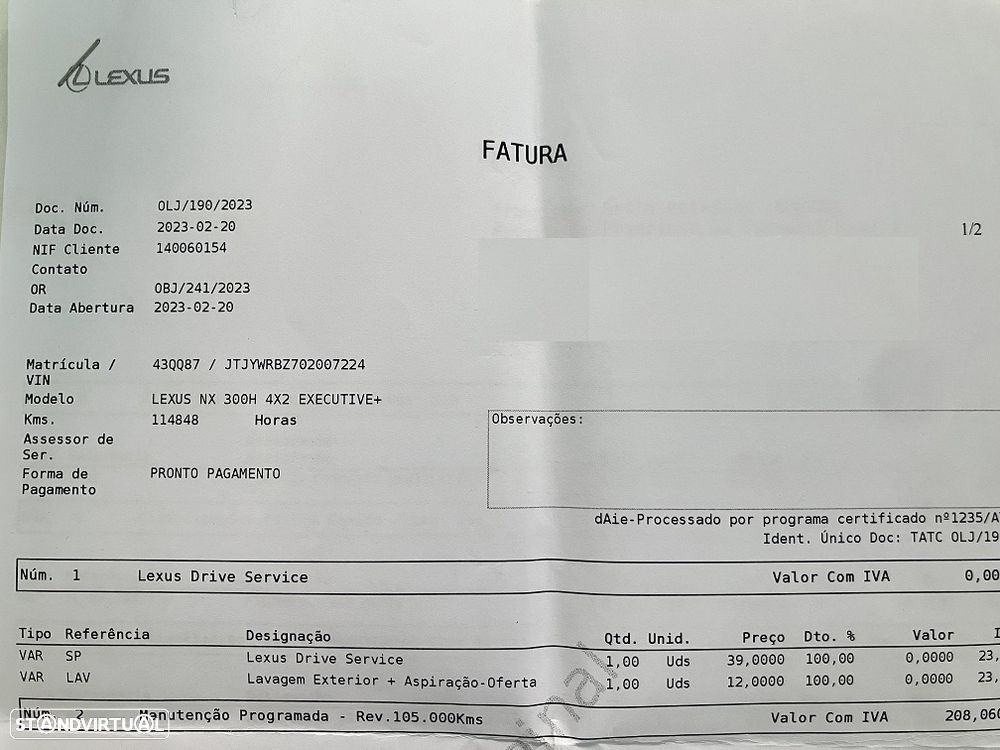 LEXUS
FATURA
Doc. Núm. OLJ/190/2023
Data Doc. 2023-02-20
1/2
NIF Cliente 140060154
Contato
OR OBJ/241/2023
Data Abertura 2023-02-20
Matrícula / 43QQ87 / JTJYWRBZ702007224
VIN
Modelo LEXUS NX 300H 4X2 EXECUTIVE+
Kms. 114848 Horas
Observações:
Assessor de
Ser.
Forma de PRONTO PAGAMENTO
Pagamento
dAie-Processado por programa certificado nº1235/A
Ident. Único Doc: TATC OLJ/19
Núm. 1 Lexus Drive Service Valor Com IVA 0,00
Tipo Referência Designação Qtd. Unid. Preço Dto. % Valor I
VAR SP Lexus Drive Service 1,00 Uds 39,0000 100,00 0,0000 23,
VAR LAV Lavagem Exterior + Aspiração-Oferta 1,00 Uds 12,0000 100,00 0,0000 23,
Núm. 2 Manutenção Programada - Rev.105.000Kms Valor Com IVA 208,060
inal
STANDVIRTUAL